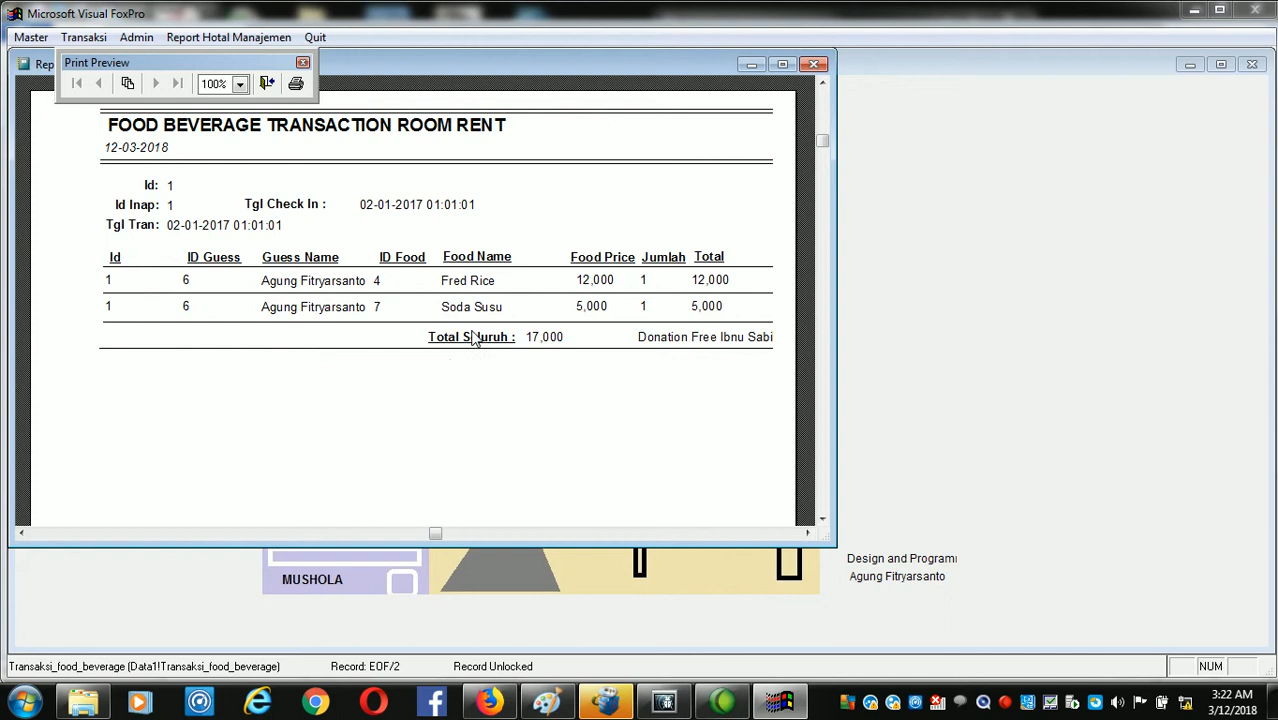 Microsoft Visual FoxPro
Master Transaksi Admin Report Hotal Manajemen Quit
Print Preview
100%
FOOD BEVERAGE TRANSACTION ROOM RENT
12-03-2018
Id: 1
Id Inap: 1 Tgl Check In : 02-01-2017 01:01:01
Tgl Tran: 02-01-2017 01:01:01
Id ID Guess Guess Name ID Food Food Name Food Price Jumlah Total
1 6 Agung Fitryarsanto 4 Fred Rice 12,000 1 12,000
1 6 Agung Fitryarsanto 7 Soda Susu 5,000 1 5,000
Total Seluruh : 17,000 Donation Free Ibnu Sabi
MUSHOLA
Design and Program
Agung Fitryarsanto
Transaksi_food_beverage (Data1!Transaksi_food_beverage) Record: EOF/2 Record Unlocked NUM
3:22 AM
3/12/2018